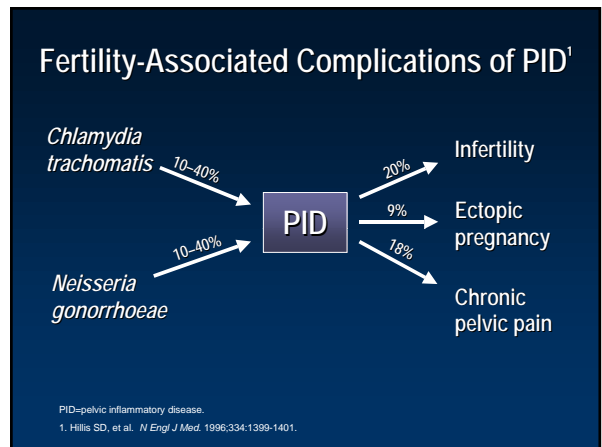 Fertility-Associated Complications of PID¹
Chlamydia
trachomatis
10–40%
Neisseria
gonorrhoeae
10–40%
PID
20%
Infertility
9%
Ectopic
pregnancy
18%
Chronic
pelvic pain
PID=pelvic inflammatory disease.
1. Hillis SD, et al. N Engl J Med. 1996;334:1399-1401.